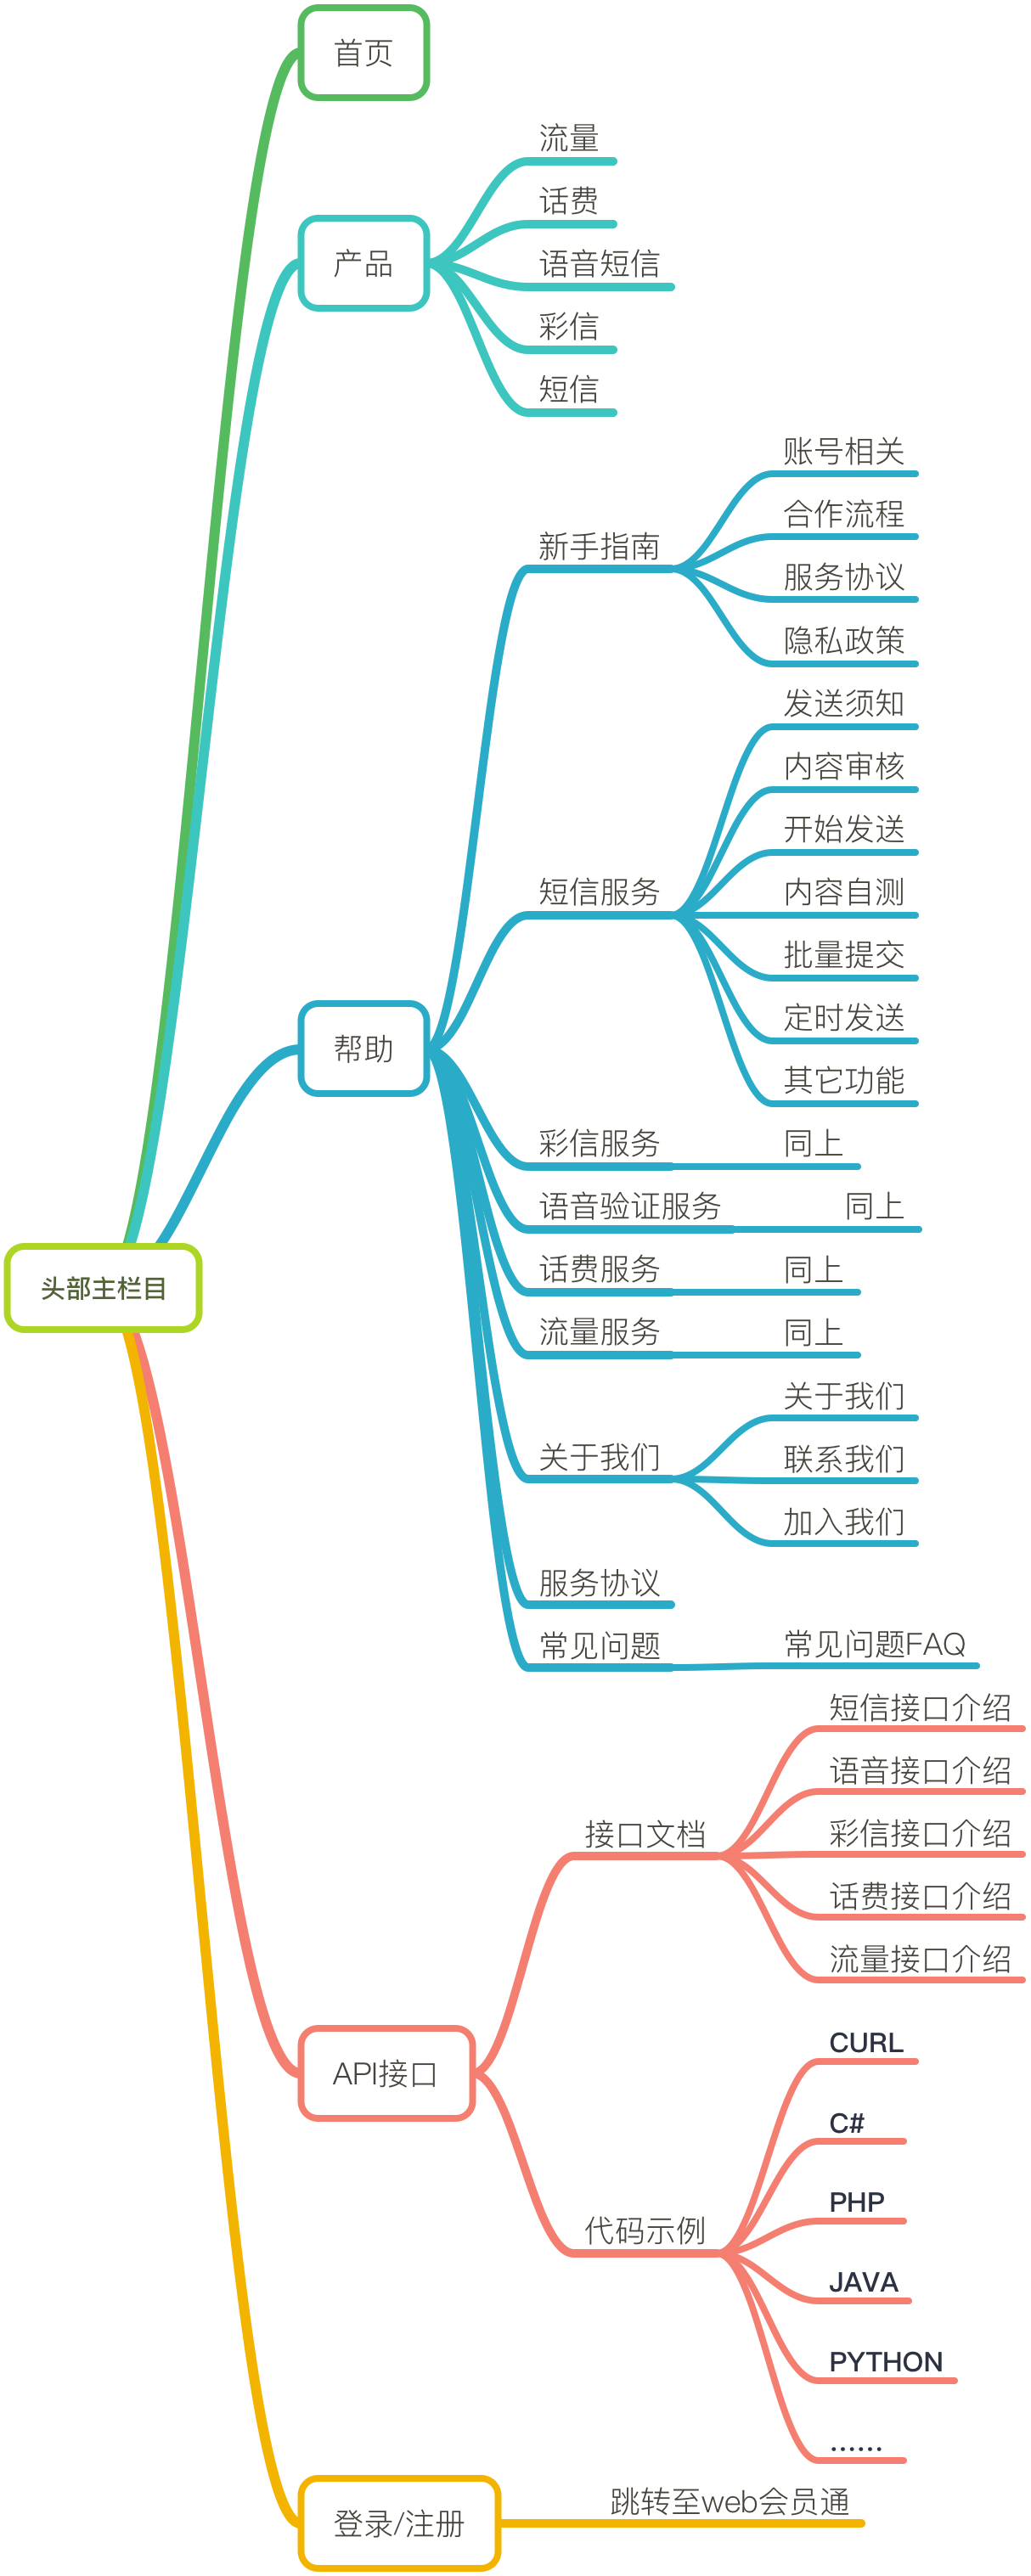 首页
流量
话费
产品
语音短信
彩信
短信
账号相关
合作流程
新手指南
服务协议
隐私政策
发送须知
内容审核
开始发送
短信服务
内容自测
批量提交
定时发送
帮助
其它功能
彩信服务
同上
语音验证服务
同上
话费服务
同上
头部主栏目
流量服务
同上
关于我们
关于我们
联系我们
加入我们
服务协议
常见问题
常见问题FAQ
短信接口介绍
语音接口介绍
接口文档
彩信接口介绍
话费接口介绍
流量接口介绍
CURL
API接口
C#
PHP
代码示例
JAVA
PYTHON
......
登录/注册
跳转至web会员通